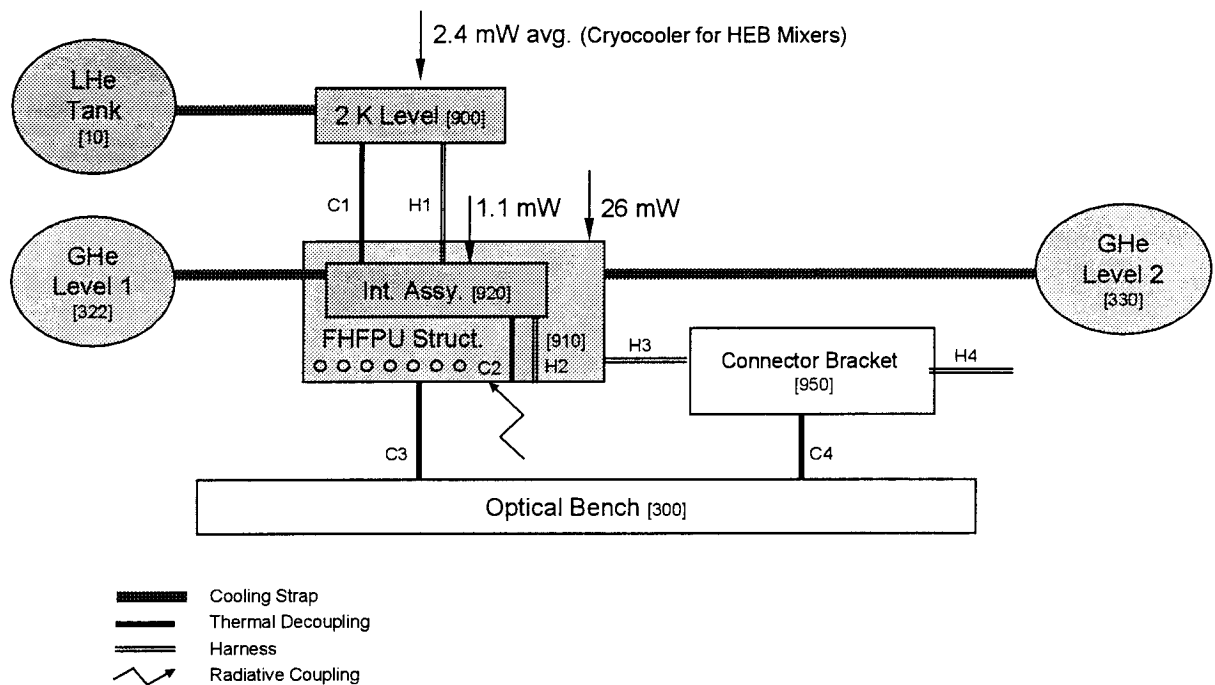 2.4 mW avg. (Cryocooler for HEB Mixers)
LHe
Tank
[10]
2 K Level [900]
C1
H1
1.1 mW
26 mW
GHe
Level 1
[322]
Int. Assy. [920]
GHe
Level 2
[330]
FHFPU Struct.
[910]
C2
H2
H3
Connector Bracket
[950]
H4
C3
C4
Optical Bench [300]
Cooling Strap
Thermal Decoupling
Harness
Radiative Coupling